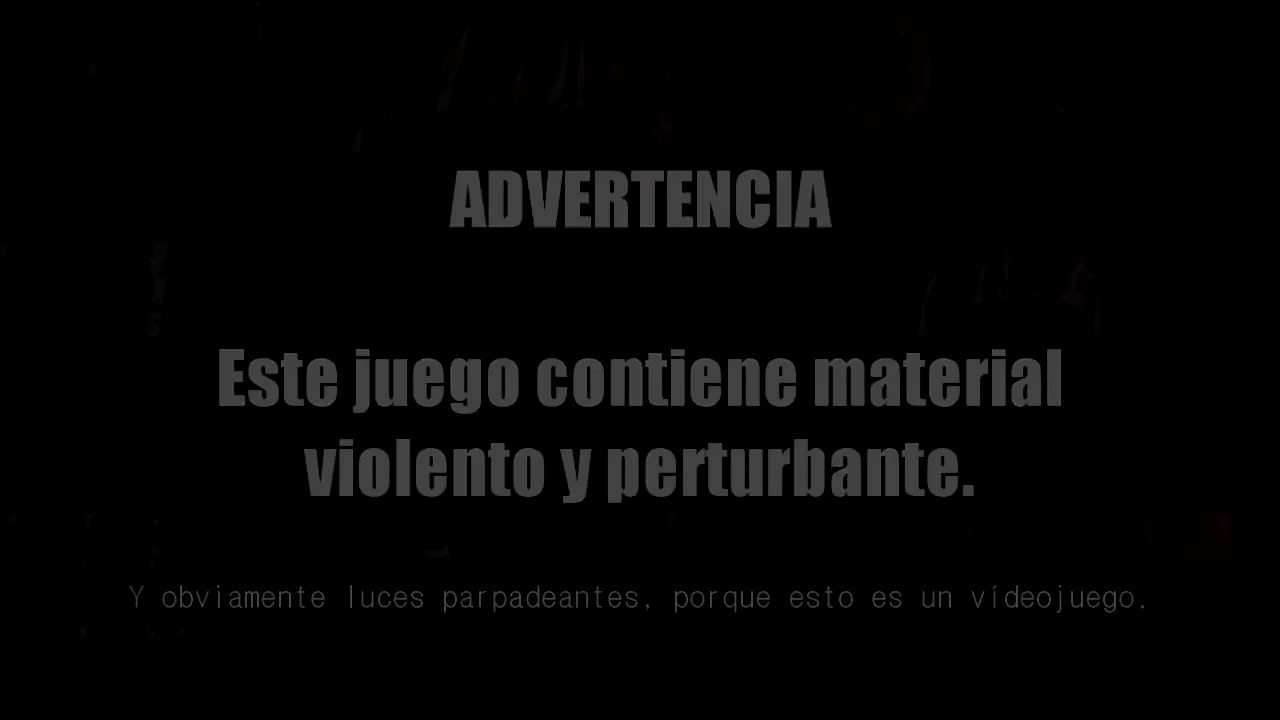 ADVERTENCIA
Este juego contiene material
violento y perturbante.
Y obviamente luces parpadeantes, porque esto es un vídeojuego.